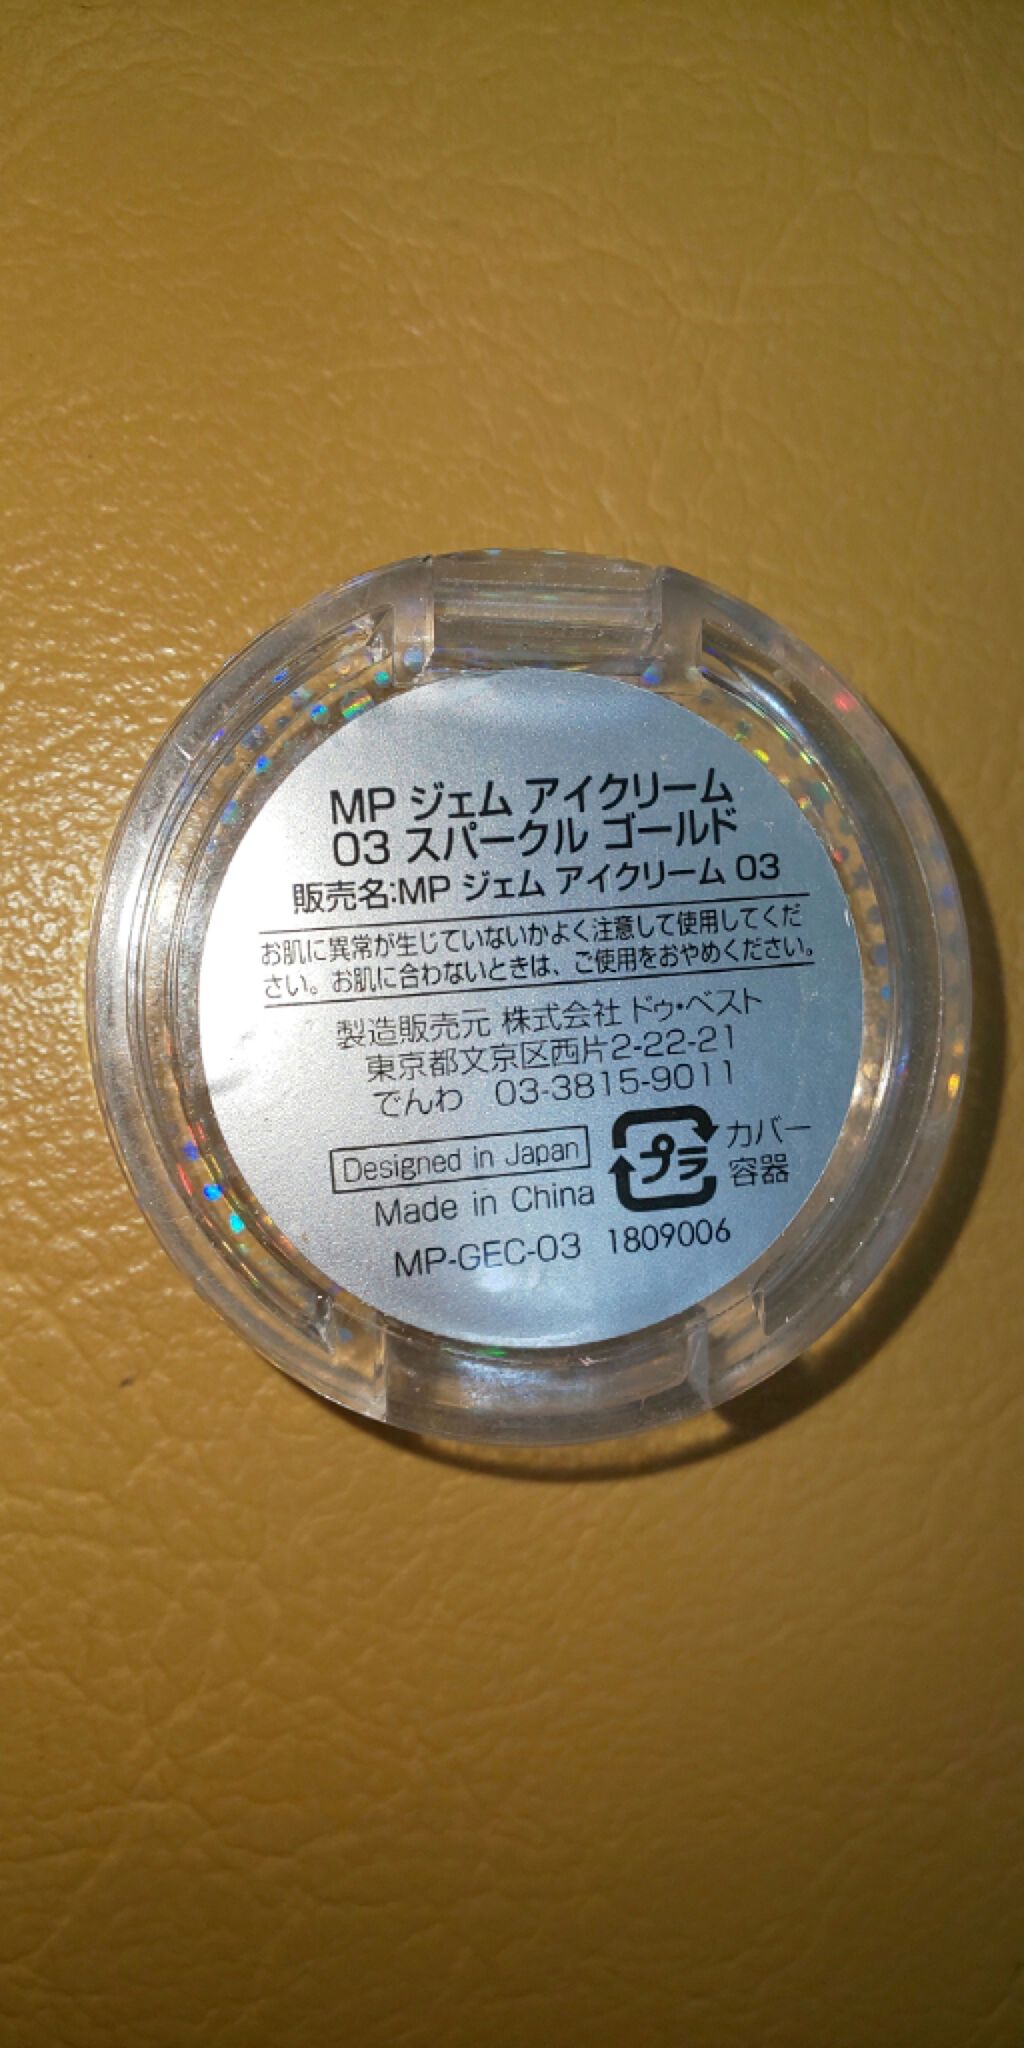 MP ジェム アイクリーム
03 スパークル ゴールド
販売名:MP ジェム アイクリーム 03
お肌に異常が生じていないかよく注意して使用してくだ
さい。お肌に合わないときは、ご使用をおやめください。
製造販売元 株式会社 ドゥ・ベスト
東京都文京区西片2-22-21
でんわ 03-3815-9011
Designed in Japan
Made in China
プラ
カバー
容器
MP-GEC-03 1809006